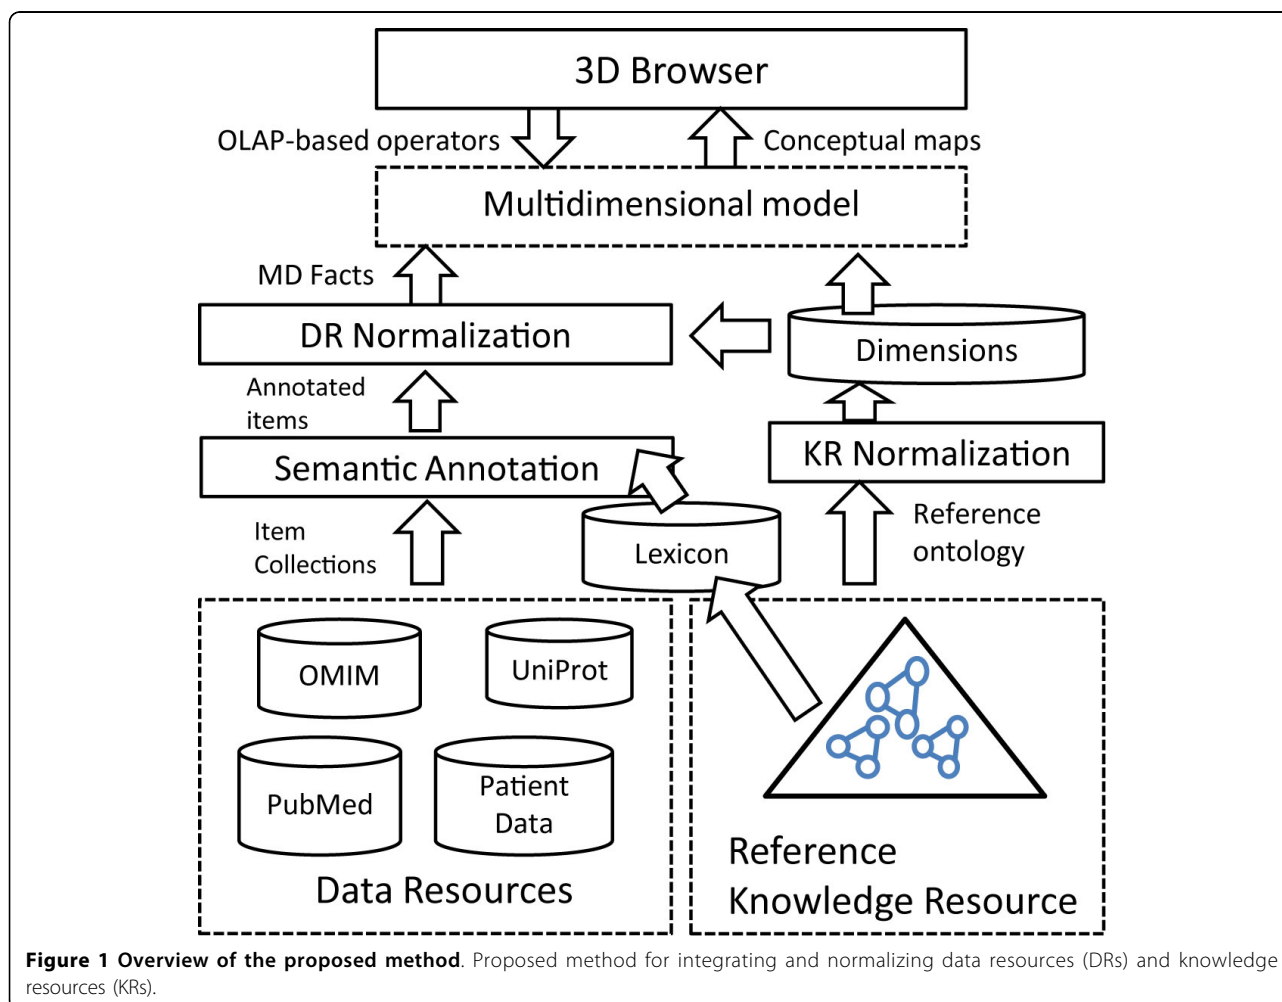 3D Browser
OLAP-based operators
Conceptual maps
Multidimensional model
MD Facts
DR Normalization
Dimensions
Annotated
items
Semantic Annotation
KR Normalization
Item
Collections
Lexicon
Reference
ontology
OMIM
UniProt
PubMed
Patient
Data
Data Resources
Reference
Knowledge Resource
Figure 1 Overview of the proposed method. Proposed method for integrating and normalizing data resources (DRs) and knowledge
resources (KRs).